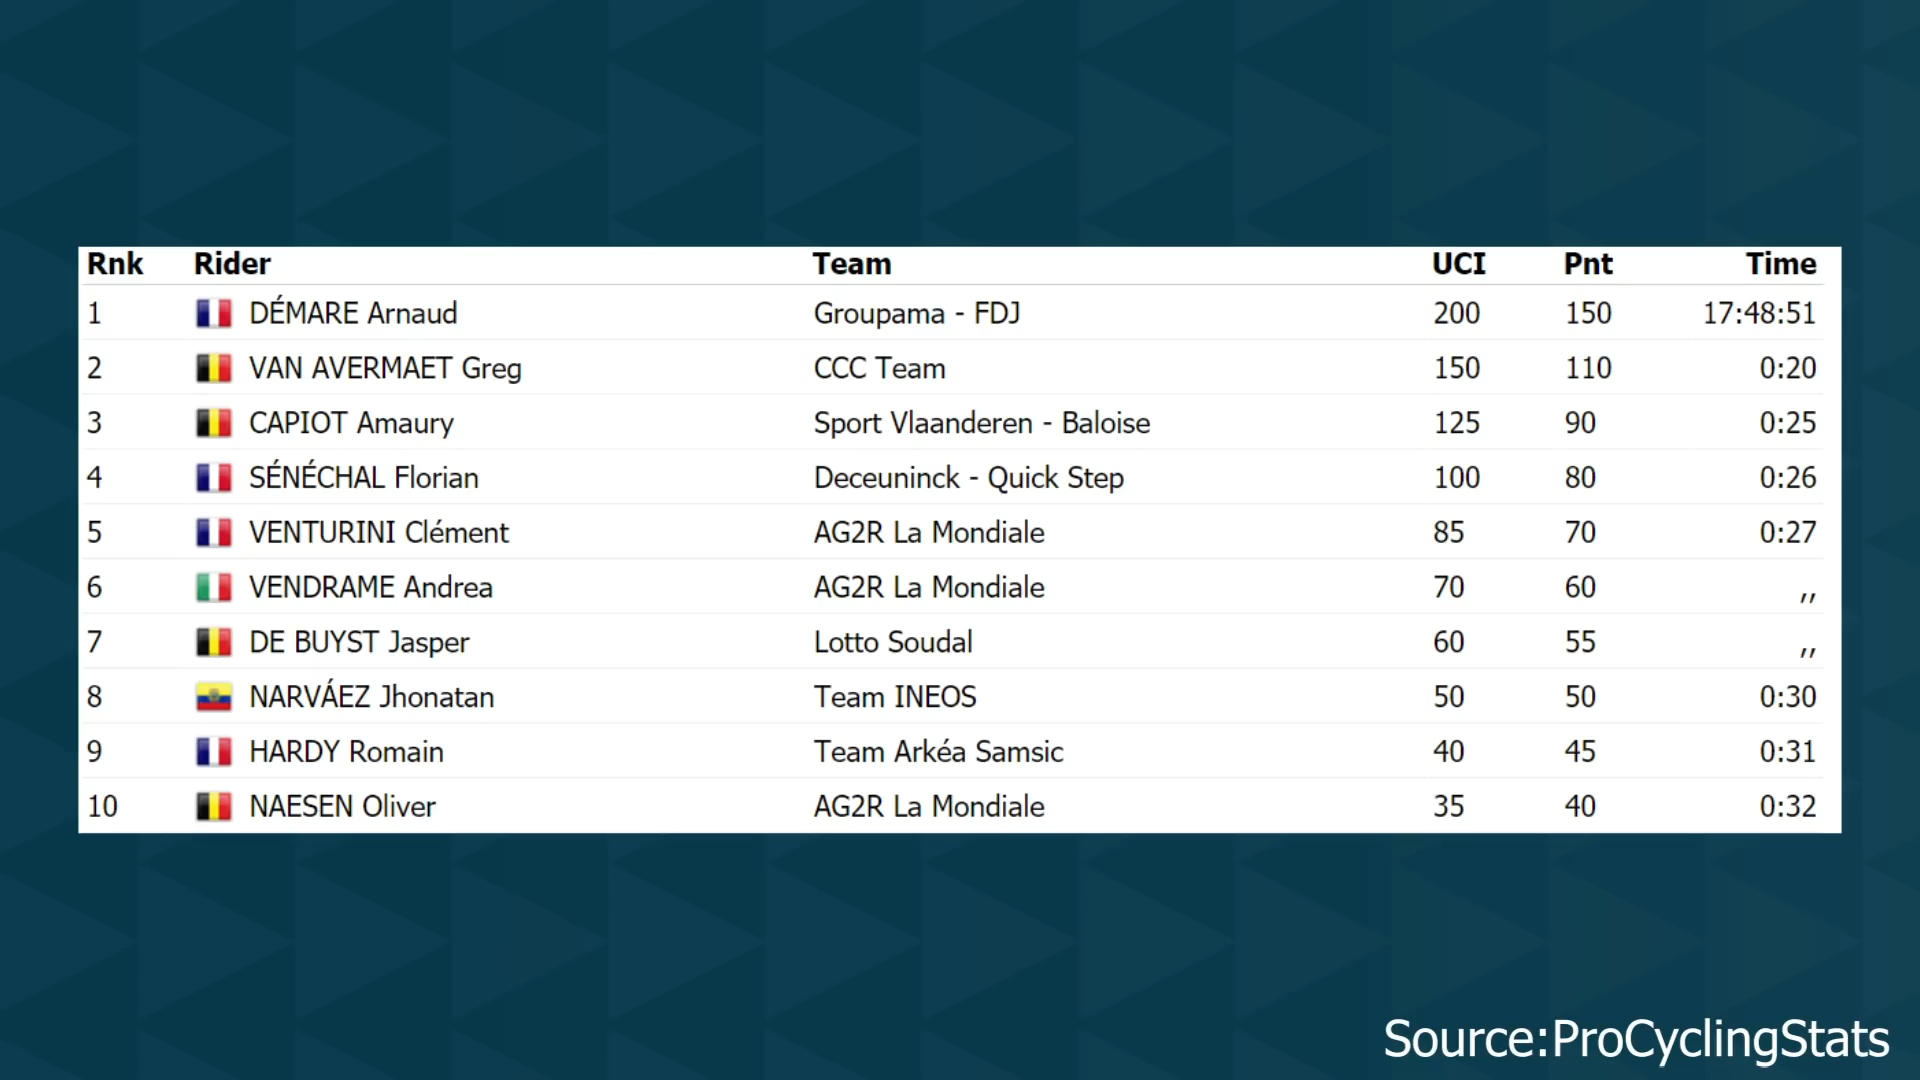 Rnk Rider Team UCI Pnt Time
1 DÉMARE Arnaud Groupama - FDJ 200 150 17:48:51
2 VAN AVERMAET Greg CCC Team 150 110 0:20
3 CAPIOT Amaury Sport Vlaanderen - Baloise 125 90 0:25
4 SÉNÉCHAL Florian Deceuninck - Quick Step 100 80 0:26
5 VENTURINI Clément AG2R La Mondiale 85 70 0:27
6 VENDRAME Andrea AG2R La Mondiale 70 60 ,,
7 DE BUYST Jasper Lotto Soudal 60 55 ,,
8 NARVÁEZ Jhonatan Team INEOS 50 50 0:30
9 HARDY Romain Team Arkéa Samsic 40 45 0:31
10 NAESEN Oliver AG2R La Mondiale 35 40 0:32
Source:ProCyclingStats